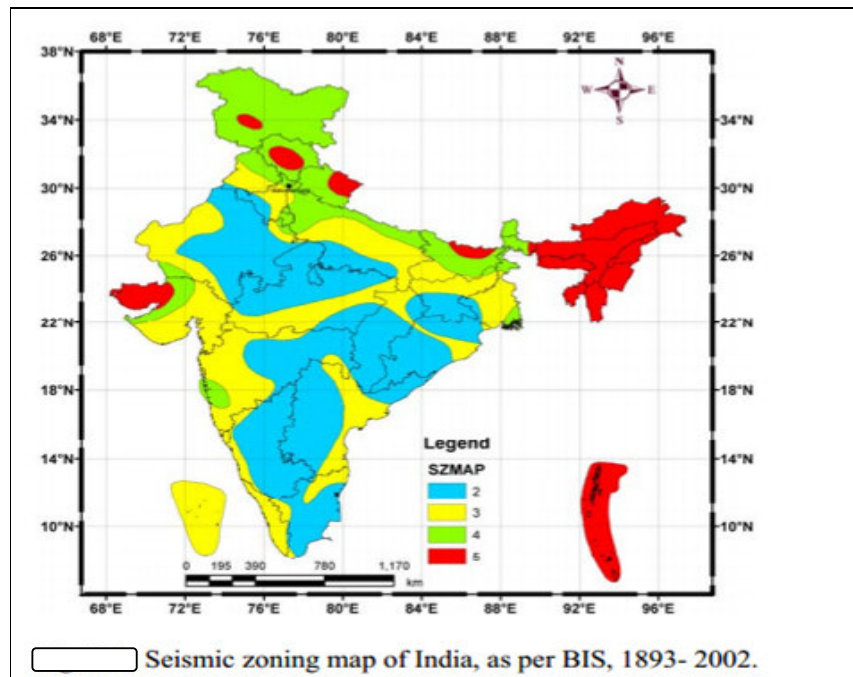 68°E 72°E 76°E 80°E 84°E 88°E 92°E 96°E
38°N 38°N
N
W E
S
34°N 34°N
30°N 30°N
26°N 26°N
22°N 22°N
18°N 18°N
Legend
14°N 14°N
SZMAP
2
3
10°N 10°N
4
5
0 195 390 780 1,170
km
68°E 72°E 76°E 80°E 84°E 88°E 92°E 96°E
Seismic zoning map of India, as per BIS, 1893- 2002.